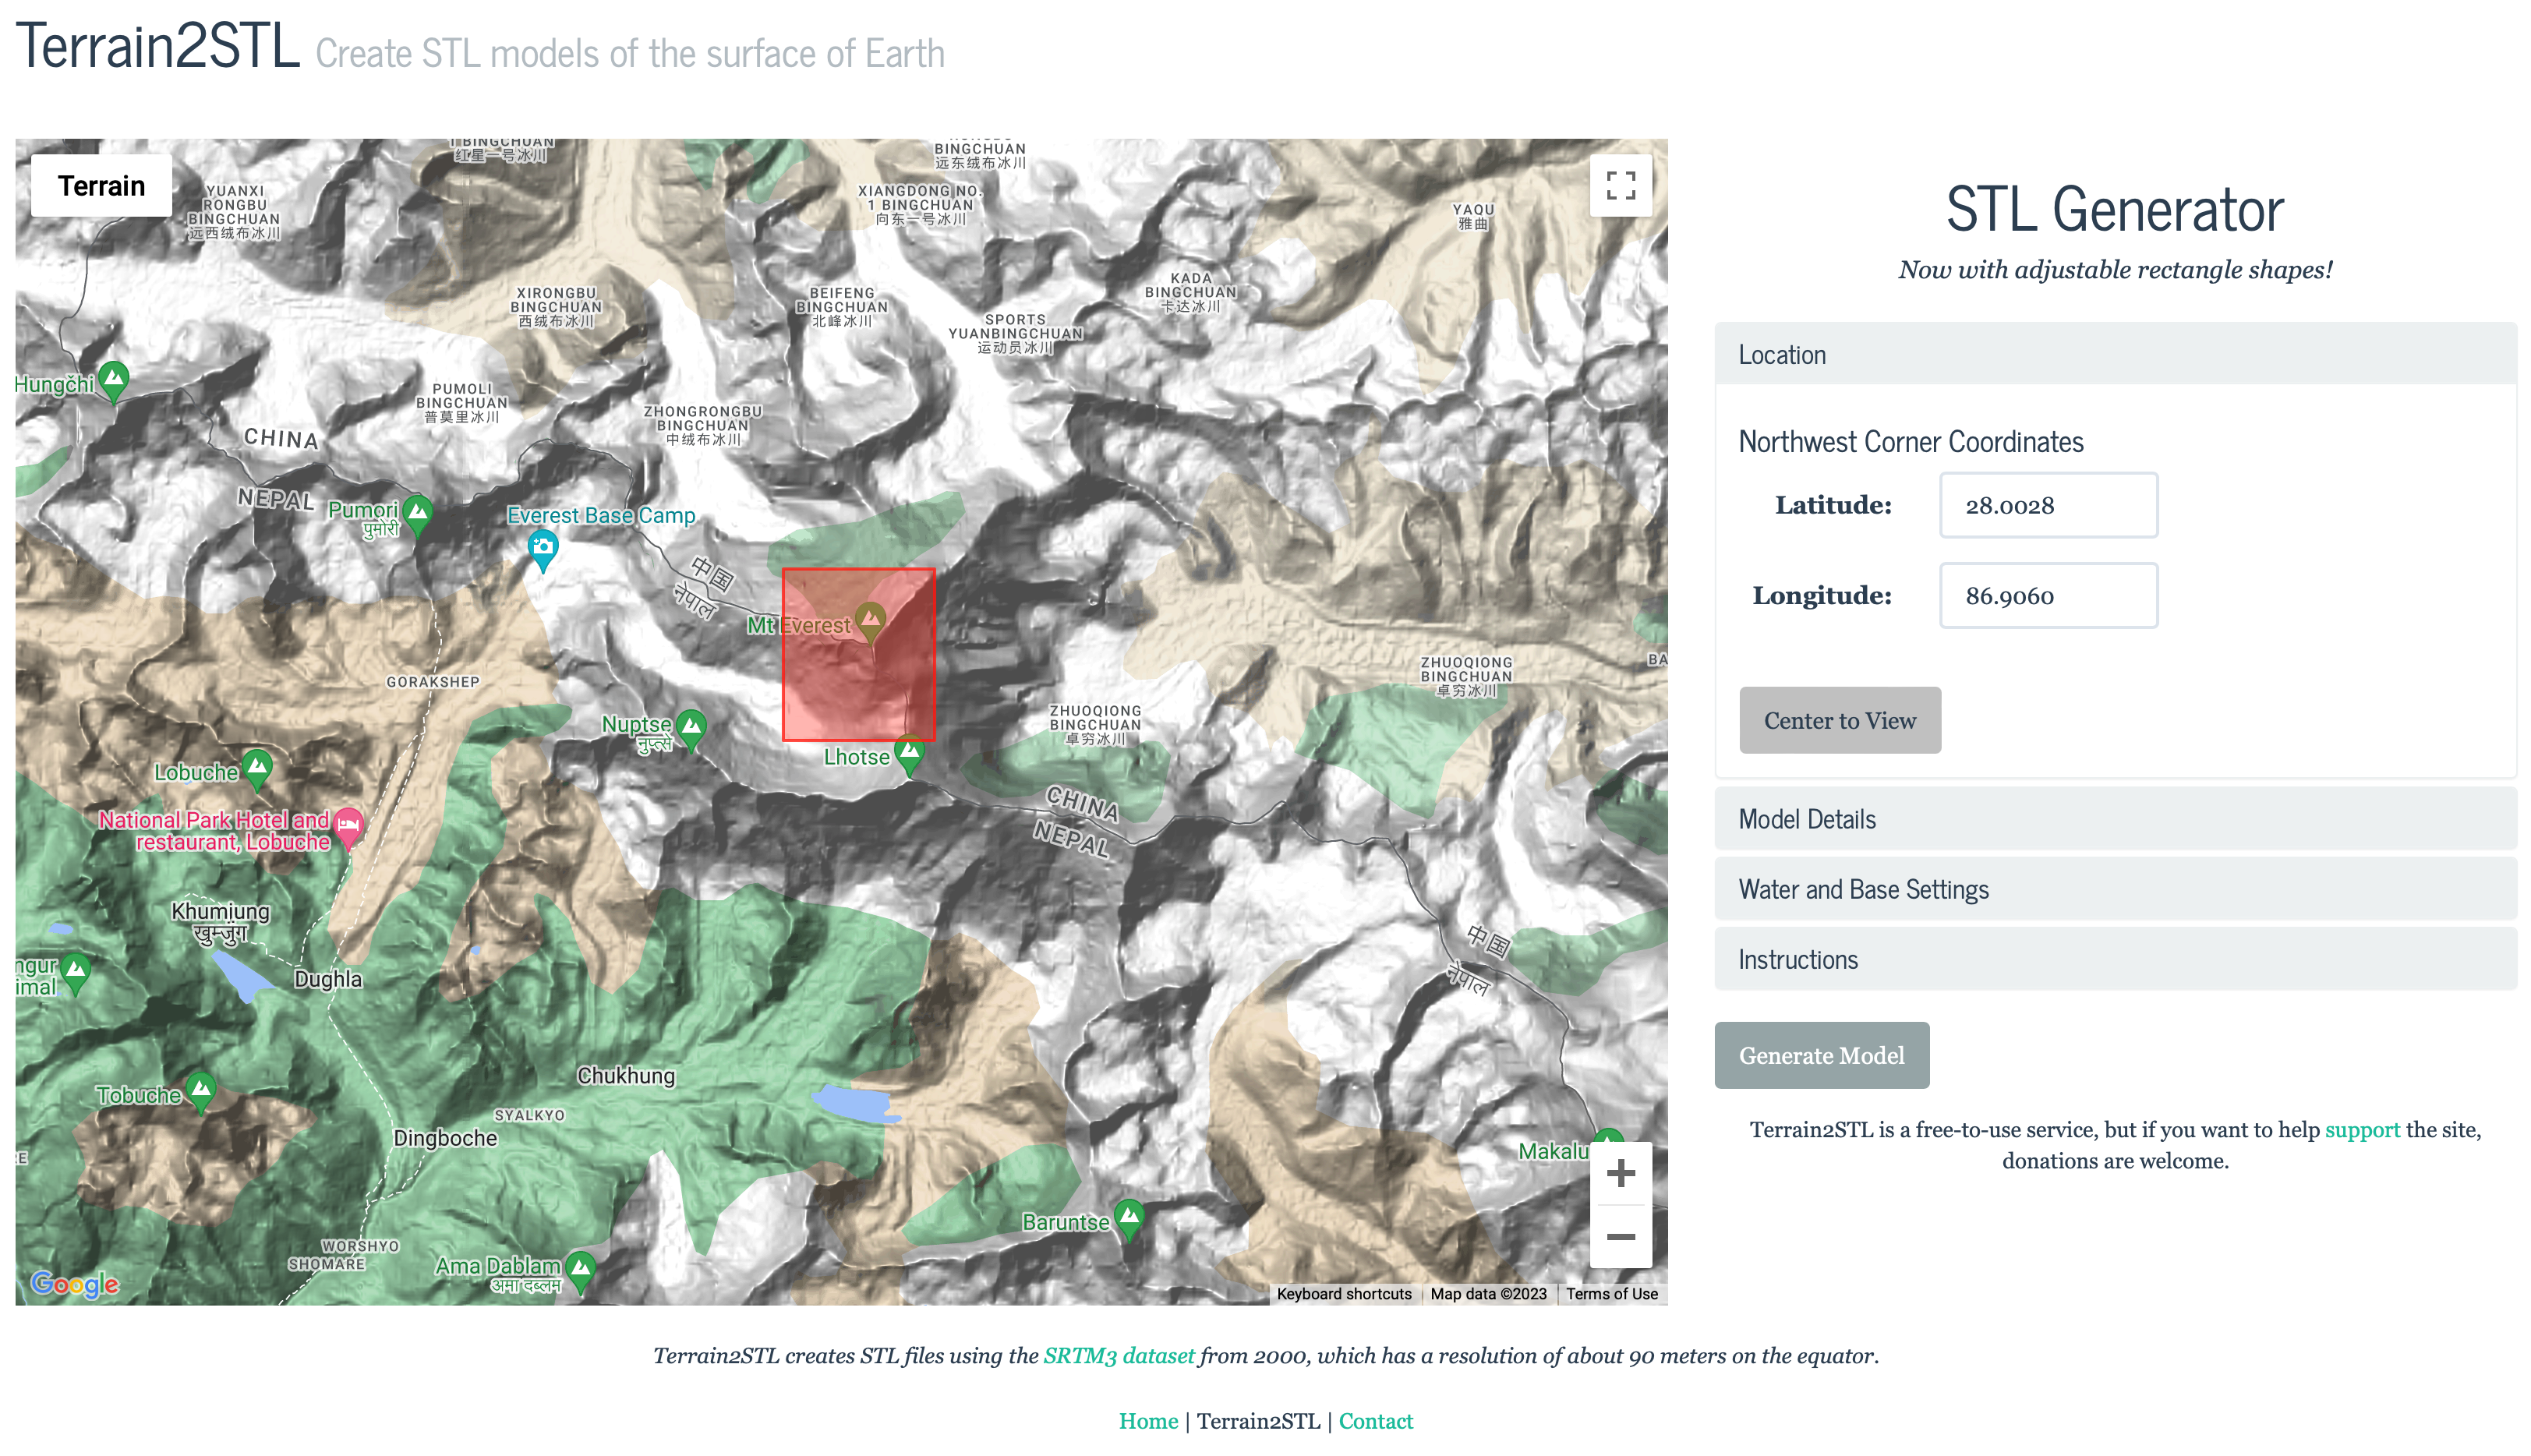 Terrain2STL Create STL models of the surface of Earth
Terrain
1 BINGCHUAN
红星一号冰川
BINGCHUAN
远东绒布冰川
YUANXI
RONGBU
BINGCHUAN
远西绒布冰川
XIANGDONG NO.
1 BINGCHUAN
向东一号冰川
YAQU
雅曲
XIRONGBU
BINGCHUAN
西绒布冰川
BEIFENG
BINGCHUAN
北峰冰川
KADA
BINGCHUAN
卡达冰川
SPORTS
YUANBINGCHUAN
运动员冰川
Hungchi
PUMOLI
BINGCHUAN
普莫里冰川
ZHONGRONGBU
BINGCHUAN
中绒布冰川
CHINA
NEPAL
Pumori
पुमोरी
Everest Base Camp
中国
नेपाल
Mt Everest
GORAKSHEP
ZHUOQIONG
BINGCHUAN
卓穷冰川
BA
Nuptse
नुप्त्से
ZHUOQIONG
BINGCHUAN
卓穷冰川
Lhotse
Lobuche
National Park Hotel and
restaurant, Lobuche
CHINA
NEPAL
Khumjung
खुम्जुंग
中国
नेपाल
ngur
imal
Dughla
Chukhung
Tobuche
SYALKYO
Dingboche
RE
Makalu
Baruntse
WORSHYO
SHOMARE
Ama Dablam
अमा दब्लम
Google
Keyboard shortcuts
Map data ©2023
Terms of Use
STL Generator
Now with adjustable rectangle shapes!
Location
Northwest Corner Coordinates
Latitude: 28.0028
Longitude: 86.9060
Center to View
Model Details
Water and Base Settings
Instructions
Generate Model
Terrain2STL is a free-to-use service, but if you want to help support the site,
donations are welcome.
Terrain2STL creates STL files using the SRTM3 dataset from 2000, which has a resolution of about 90 meters on the equator.
Home | Terrain2STL | Contact